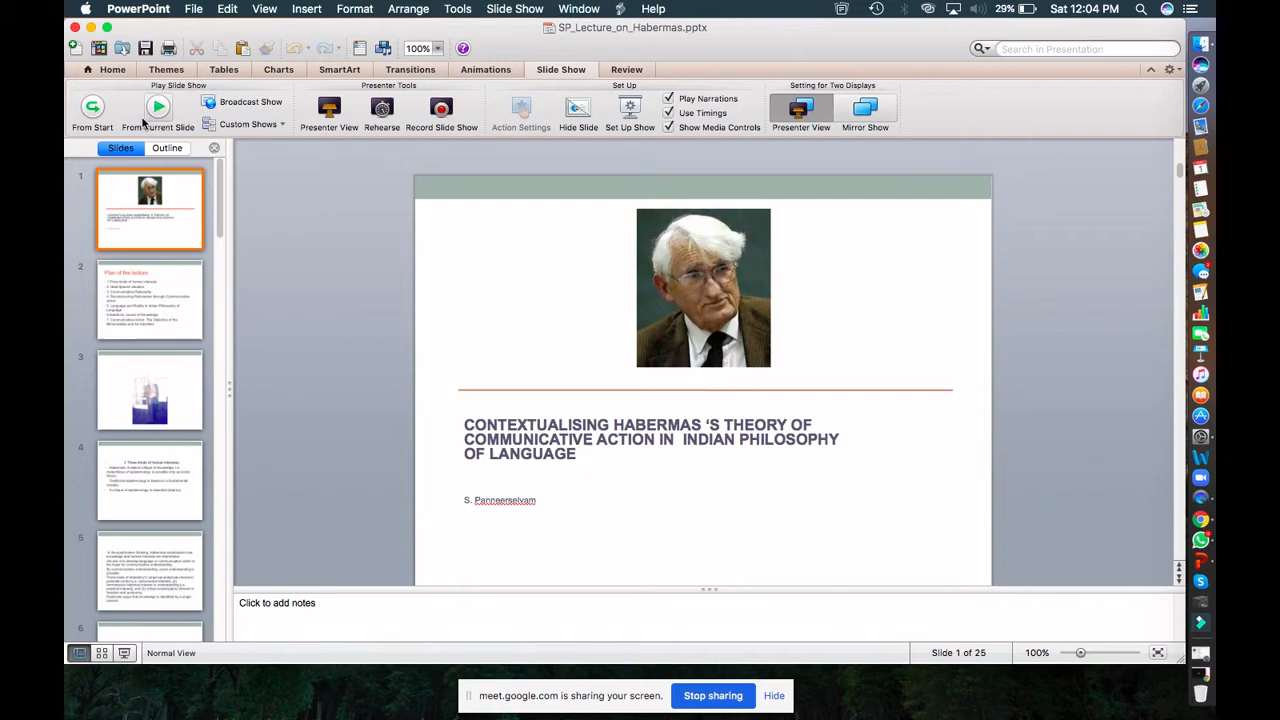 PowerPoint File Edit View Insert Format Arrange Tools Slide Show Window Help 29% Sat 12:04 PM
SP_Lecture_on_Habermas.pptx
100% Search in Presentation
Home Themes Tables Charts SmartArt Transitions Animations Slide Show Review
Play Slide Show Presenter Tools Set Up Setting for Two Displays
From Start From Current Slide Broadcast Show Custom Shows Presenter View Rehearse Record Slide Show Action Settings Hide Slide Set Up Show Play Narrations Use Timings Show Media Controls Presenter View Mirror Show
Slides Outline
1
2
Plan of the lecture
3
4
5
6
CONTEXTUALISING HABERMAS ‘S THEORY OF
COMMUNICATIVE ACTION IN INDIAN PHILOSOPHY
OF LANGUAGE
S. Panneerselvam
Click to add notes
Normal View Slide 1 of 25 100%
meet.google.com is sharing your screen. Stop sharing Hide